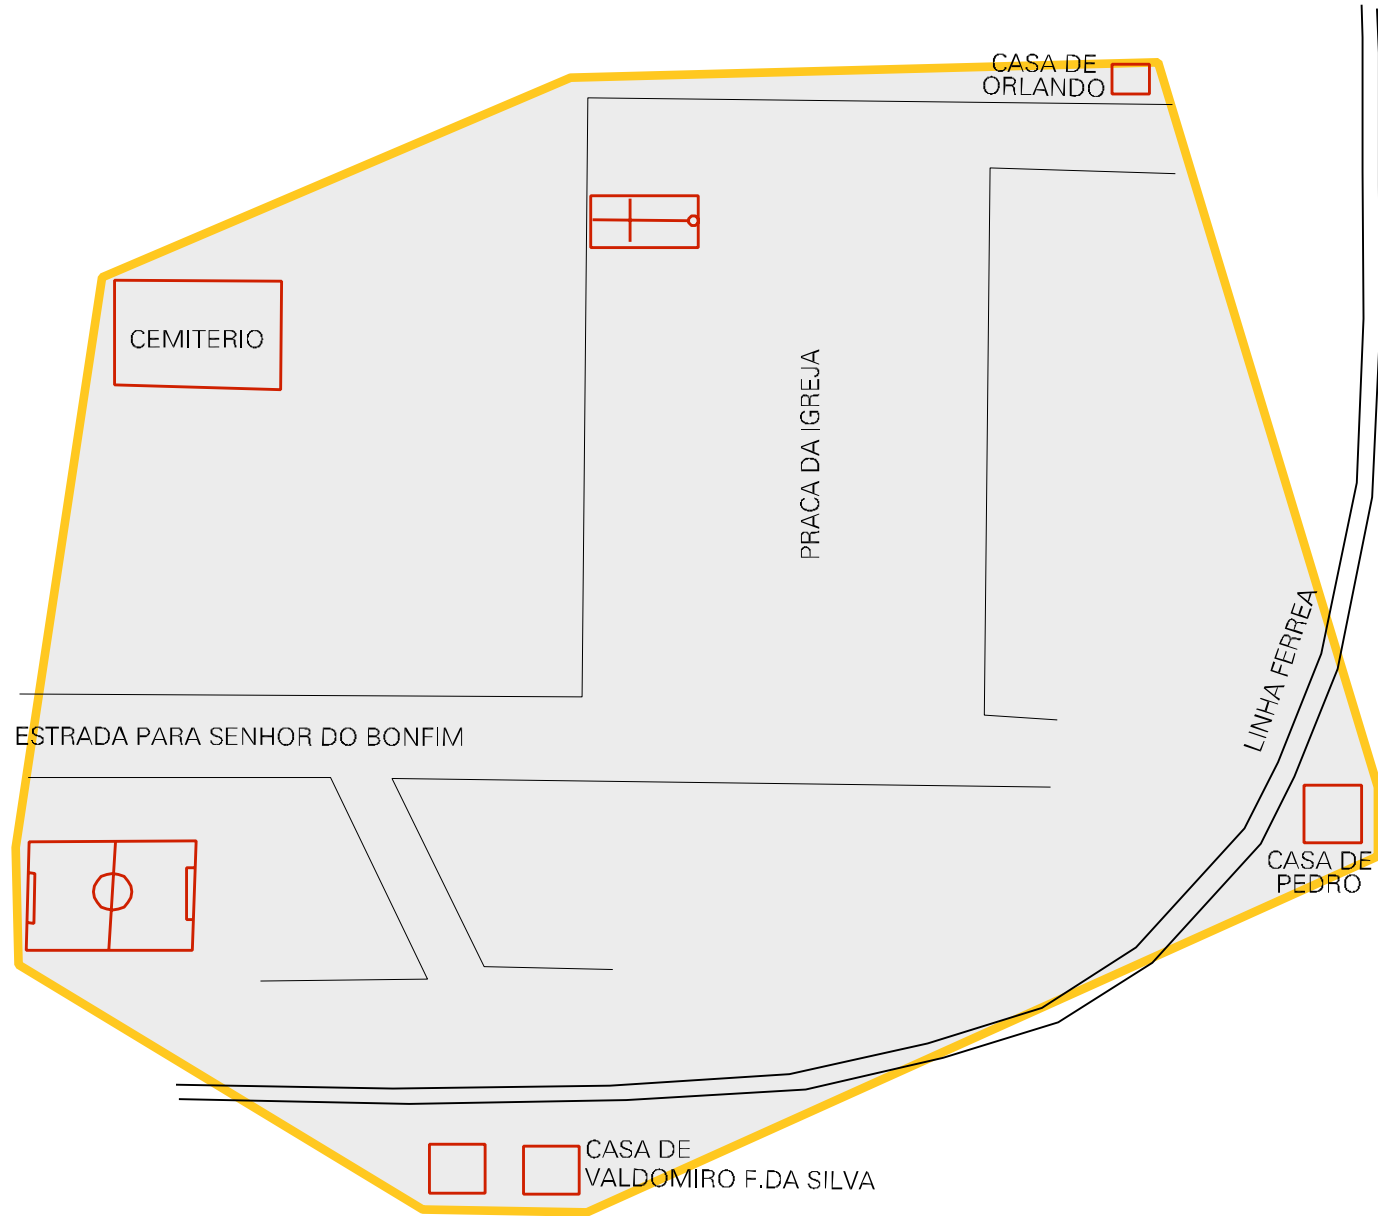 CASA DE
ORLANDO
CEMITERIO
PRACA DA IGREJA
LINHA FERREA
ESTRADA PARA SENHOR DO BONFIM
CASA DE
PEDRO
CASA DE
VALDOMIRO F.DA SILVA